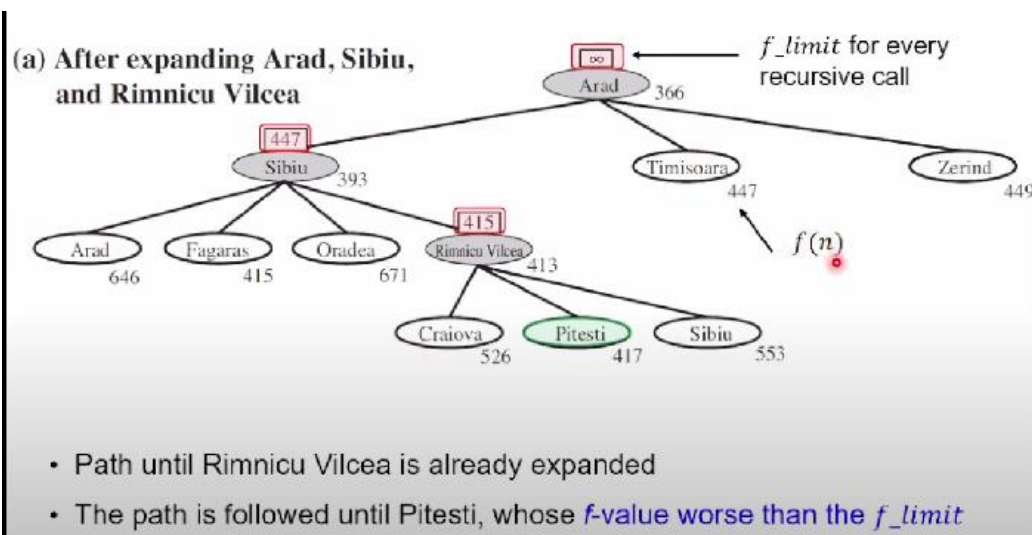 (a) After expanding Arad, Sibiu,
and Rimnicu Vilcea
∞
f_limit for every
recursive call
Arad
366
447
Sibiu
393
Timisoara
447
Zerind
449
f(n)
Arad
646
Fagaras
415
Oradea
671
415
Rimnicu Vilcea
413
Craiova
526
Pitesti
417
Sibiu
553
• Path until Rimnicu Vilcea is already expanded
• The path is followed until Pitesti, whose f-value worse than the f_limit